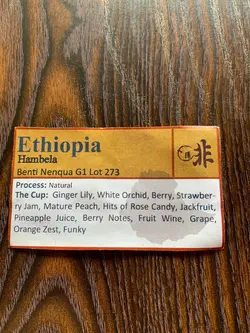 Ethiopia
Hambela
Benti Nenqua G1 Lot 273
非
Process: Natural
The Cup: Ginger Lily, White Orchid, Berry, Strawber-
ry Jam, Mature Peach, Hits of Rose Candy, Jackfruit,
Pineapple Juice, Berry Notes, Fruit Wine, Grape,
Orange Zest, Funky